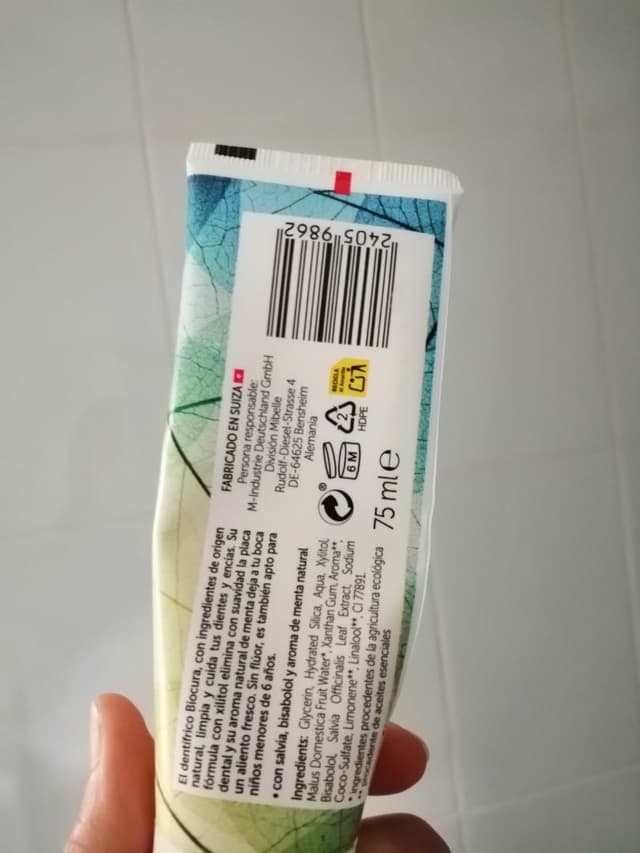 El dentífrico Biocura, con ingredientes de origen
natural, limpia y cuida tus dientes y encías. Su
fórmula con xilitol elimina con suavidad la placa
dental y su aroma natural de menta deja a tu boca
un aliento fresco. Sin flúor, es también apto para
niños menores de 6 años.
• con salvia, bisabolol y aroma de menta natural
Ingredients: Glycerin, Hydrated Silica, Aqua, Xylitol,
Malus Domestica Fruit Water*, Xanthan Gum, Aroma**,
Bisabolol, Salvia Officinalis Leaf Extract, Sodium
Coco-Sulfate, Limonene**, Linalool**, CI 77891.
* ingredientes procedentes de la agricultura ecológica
** procedente de aceites esenciales
FABRICADO EN SUIZA
Persona responsable:
M-Industrie Deutschland GmbH
División Mibelle
Rudolf-Diesel-Strasse 4
DE-64625 Bensheim
Alemania
®
6 M
2
HDPE
RECICLA
Al Amarillo
75 ml e
2405 9862